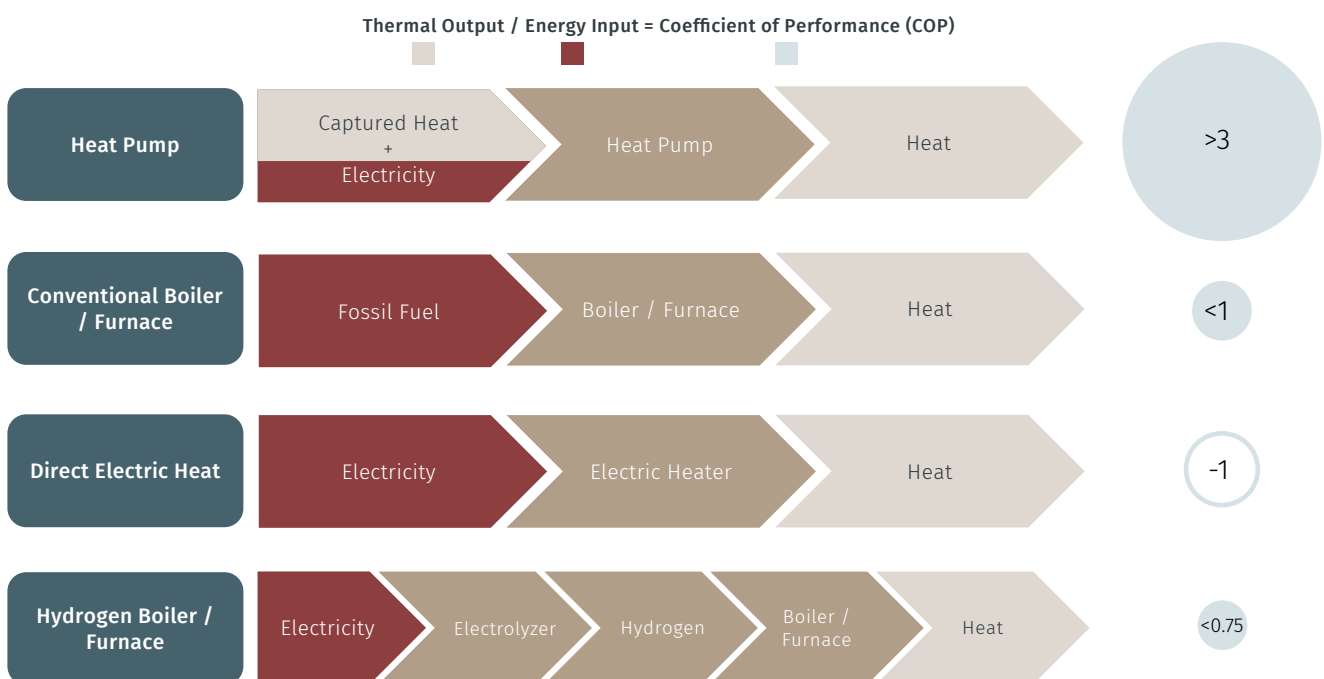 Thermal Output / Energy Input = Coefficient of Performance (COP)
Heat Pump
Captured Heat
+
Electricity
Heat Pump
Heat
>3
Conventional Boiler
/ Furnace
Fossil Fuel
Boiler / Furnace
Heat
<1
Direct Electric Heat
Electricity
Electric Heater
Heat
-1
Hydrogen Boiler /
Furnace
Electricity
Electrolyzer
Hydrogen
Boiler /
Furnace
Heat
<0.75